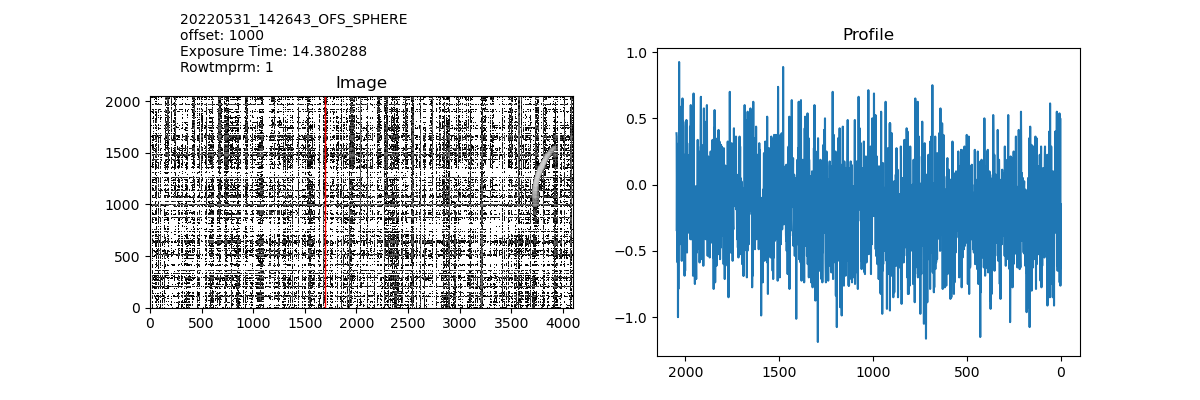 20220531_142643_OFS_SPHERE
offset: 1000
Exposure Time: 14.380288
Rowtmprm: 1
Image
2000
1500
1000
500
0
0 500 1000 1500 2000 2500 3000 3500 4000
Profile
1.0
0.5
0.0
−0.5
−1.0
2000 1500 1000 500 0